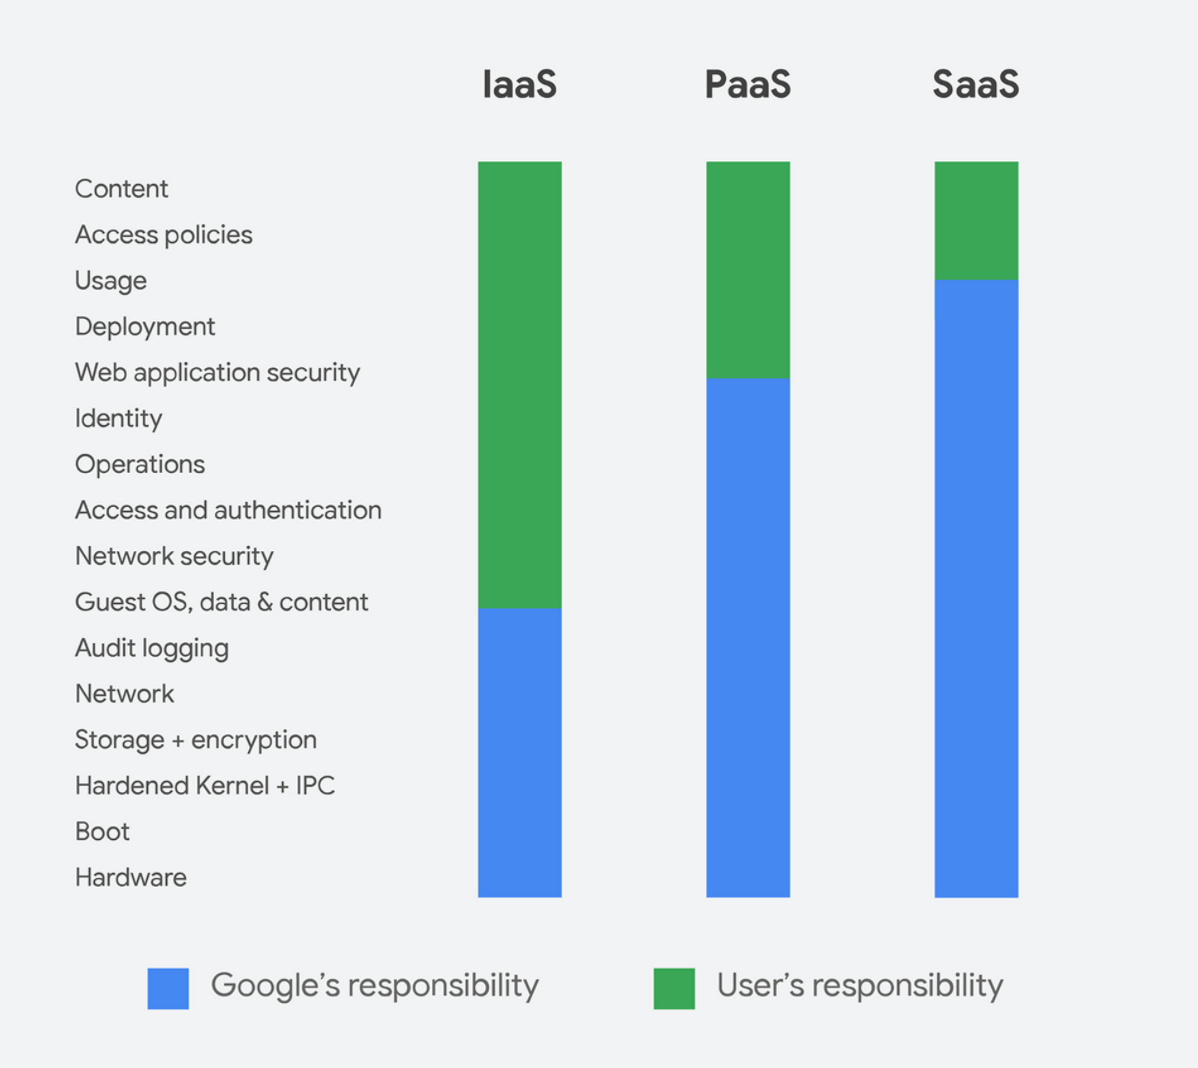 IaaS PaaS SaaS
Content
Access policies
Usage
Deployment
Web application security
Identity
Operations
Access and authentication
Network security
Guest OS, data & content
Audit logging
Network
Storage + encryption
Hardened Kernel + IPC
Boot
Hardware
Google’s responsibility User’s responsibility